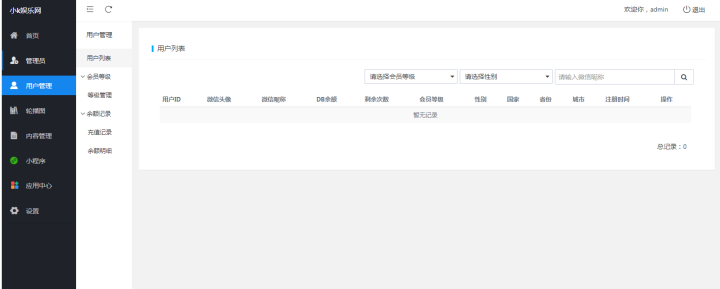 小k娱乐网
欢迎你，admin
退出
首页
管理员
用户管理
轮播图
内容管理
小程序
应用中心
设置
用户管理
用户列表
会员等级
等级管理
余额记录
充值记录
余额明细
用户列表
请选择会员等级 请选择性别 请输入微信昵称
用户ID 微信头像 微信昵称 DB余额 剩余次数 会员等级 性别 国家 省份 城市 注册时间 操作
暂无记录
总记录：0